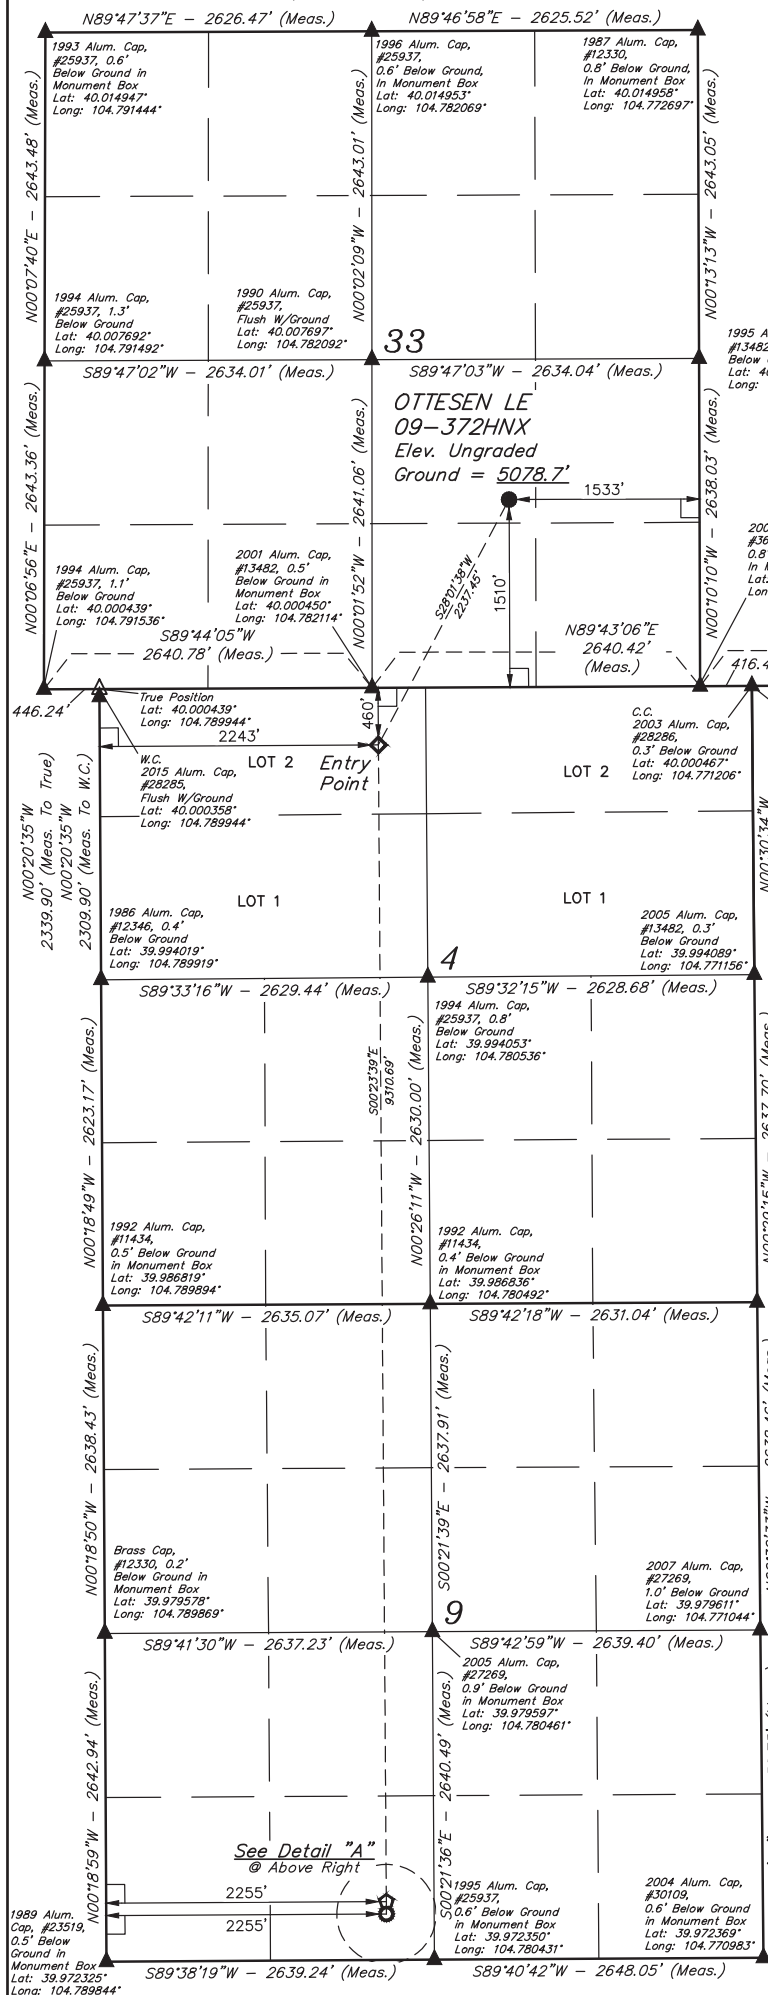 N89°47'37"E - 2626.47' (Meas.)
N89°46'58"E - 2625.52' (Meas.)
1993 Alum. Cap,
#25937, 0.6'
Below Ground in
Monument Box
Lat: 40.014947°
Long: 104.791444°
1996 Alum. Cap,
#25937,
0.6' Below Ground,
In Monument Box
Lat: 40.014953°
Long: 104.782069°
1987 Alum. Cap,
#12330,
0.8' Below Ground,
In Monument Box
Lat: 40.014958°
Long: 104.772697°
N00°07'40"E - 2643.48' (Meas.)
N00°02'09"W - 2643.01' (Meas.)
N00°13'13"W - 2643.05' (Meas.)
1994 Alum. Cap,
#25937, 1.3'
Below Ground
Lat: 40.007692°
Long: 104.791492°
1990 Alum. Cap,
#25937,
Flush W/Ground
Lat: 40.007697°
Long: 104.782092°
33
1995 A
#13482
Below
Lat: 4
Long:
S89°47'02"W - 2634.01' (Meas.)
S89°47'03"W - 2634.04' (Meas.)
OTTESEN LE
09-372HNX
Elev. Ungraded
Ground = 5078.7'
1533'
N00°06'56"E - 2643.36' (Meas.)
N00°01'52"W - 2641.06' (Meas.)
N00°10'10"W - 2638.03' (Meas.)
S28°01'38"W
2237.45'
1510'
1994 Alum. Cap,
#25937, 1.1'
Below Ground
Lat: 40.000439°
Long: 104.791536°
2001 Alum. Cap,
#13482, 0.5'
Below Ground in
Monument Box
Lat: 40.000450°
Long: 104.782114°
200
#36
0.8'
In M
Lat:
Lon
S89°44'05"W
2640.78' (Meas.)
N89°43'06"E
2640.42'
(Meas.)
416.4
446.24'
True Position
Lat: 40.000439°
Long: 104.789944°
460'
2243'
C.C.
2003 Alum. Cap,
#28286,
0.3' Below Ground
Lat: 40.000467°
Long: 104.771206°
W.C.
2015 Alum. Cap,
#28285,
Flush W/Ground
Lat: 40.000358°
Long: 104.789944°
LOT 2
Entry
Point
LOT 2
N00°20'35"W
2339.90' (Meas. To True)
N00°20'35"W
2309.90' (Meas. To W.C.)
N00°30'34"W
LOT 1
LOT 1
1986 Alum. Cap,
#12346, 0.4'
Below Ground
Lat: 39.994019°
Long: 104.789919°
2005 Alum. Cap,
#13482, 0.3'
Below Ground
Lat: 39.994089°
Long: 104.771156°
4
S89°33'16"W - 2629.44' (Meas.)
S89°32'15"W - 2628.68' (Meas.)
1994 Alum. Cap,
#25937, 0.8'
Below Ground
Lat: 39.994053°
Long: 104.780536°
N00°18'49"W - 2623.17' (Meas.)
S00°23'39"E
9310.69'
N00°26'11"W - 2630.00' (Meas.)
2637.70' (Meas.
1992 Alum. Cap,
#11434,
0.5' Below Ground
in Monument Box
Lat: 39.986819°
Long: 104.789894°
1992 Alum. Cap,
#11434,
0.4' Below Ground
in Monument Box
Lat: 39.986836°
Long: 104.780492°
S89°42'11"W - 2635.07' (Meas.)
S89°42'18"W - 2631.04' (Meas.)
N00°18'50"W - 2638.43' (Meas.)
S00°21'39"E - 2637.91' (Meas.)
Brass Cap,
#12330, 0.2'
Below Ground in
Monument Box
Lat: 39.979578°
Long: 104.789869°
2007 Alum. Cap,
#27269,
1.0' Below Ground
Lat: 39.979611°
Long: 104.771044°
9
S89°41'30"W - 2637.23' (Meas.)
S89°42'59"W - 2639.40' (Meas.)
2005 Alum. Cap,
#27269,
0.9' Below Ground
in Monument Box
Lat: 39.979597°
Long: 104.780461°
N00°18'59"W - 2642.94' (Meas.)
S00°21'36"E - 2640.49' (Meas.)
See Detail "A"
@ Above Right
2255'
2255'
1989 Alum.
Cap, #23519,
0.5' Below
Ground in
Monument Box
Lat: 39.972325°
Long: 104.789844°
1995 Alum. Cap,
#25937,
0.6' Below Ground
in Monument Box
Lat: 39.972350°
Long: 104.780431°
2004 Alum. Cap,
#30109,
0.6' Below Ground
in Monument Box
Lat: 39.972369°
Long: 104.770983°
S89°38'19"W - 2639.24' (Meas.)
S89°40'42"W - 2648.05' (Meas.)